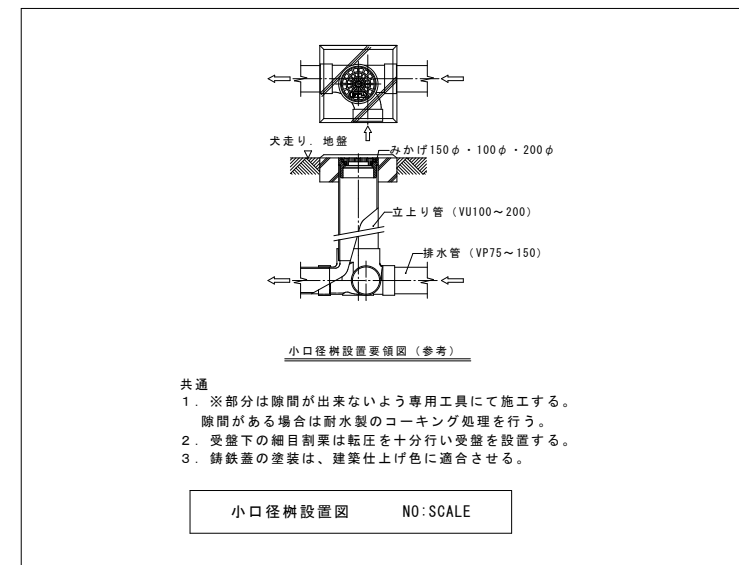 犬走り．地盤
みかげ150φ・100φ・200φ
立上り管（VU100～200）
排水管（VP75～150）
小口径桝設置要領図（参考）
共通
１．※部分は隙間が出来ないよう専用工具にて施工する。
隙間がある場合は耐水製のコーキング処理を行う。
２．受盤下の細目割栗は転圧を十分行い受盤を設置する。
３．鋳鉄蓋の塗装は、建築仕上げ色に適合させる。
小口径桝設置図　　NO:SCALE